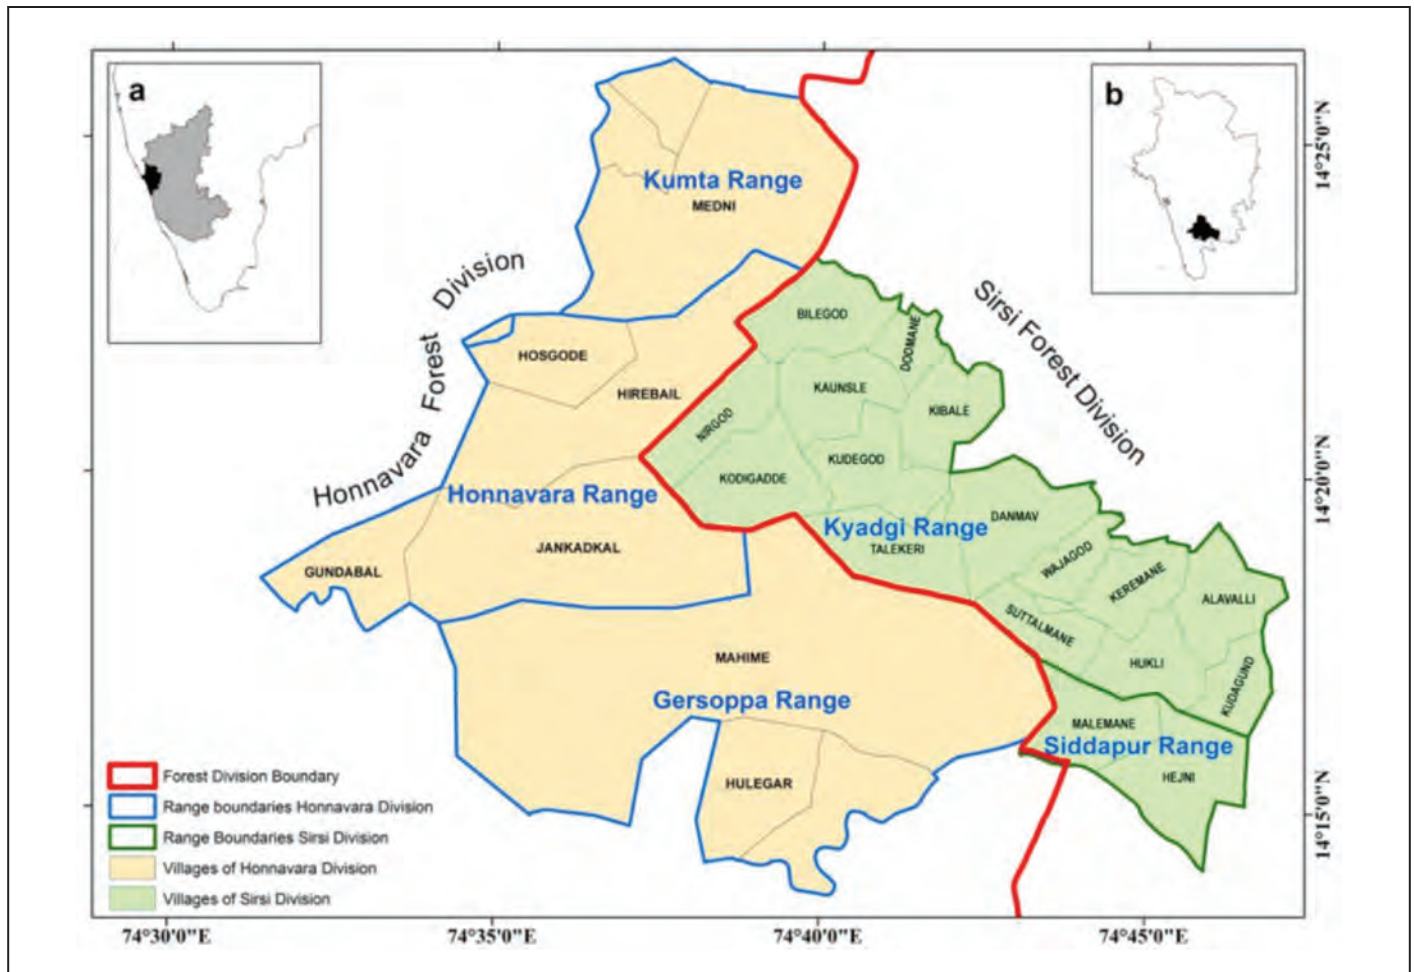 a
b
Kumta Range
MEDNI
Honnavara Forest Division
Sirsi Forest Division
BILEGOD
DOOMANE
HOSGODE
HIREBAIL
KAUNSLE
KIBALE
NIRGOD
KUDEGOD
KODIGADDE
Honnavara Range
Kyadgi Range
DANMAV
JANKADKAL
TALEKERI
GUNDABAL
WAJAGOD
KEREMANE
ALAVALLI
SUTTALMANE
MAHIME
HUKLI
KUDAGUND
Gersoppa Range
MALEMANE
Siddapur Range
HULEGAR
HEJNI
Forest Division Boundary
Range boundaries Honnavara Division
Range Boundaries Sirsi Division
Villages of Honnavara Division
Villages of Sirsi Division
14°25'0"N
14°20'0"N
14°15'0"N
74°30'0"E
74°35'0"E
74°40'0"E
74°45'0"E